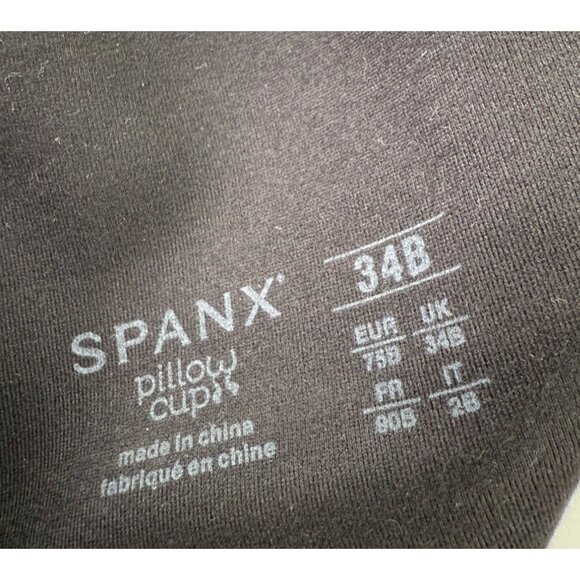 SPANX®
pillow
cup
made in china
fabriqué en chine
34B
EUR UK
75B 34B
FR IT
90B 2B